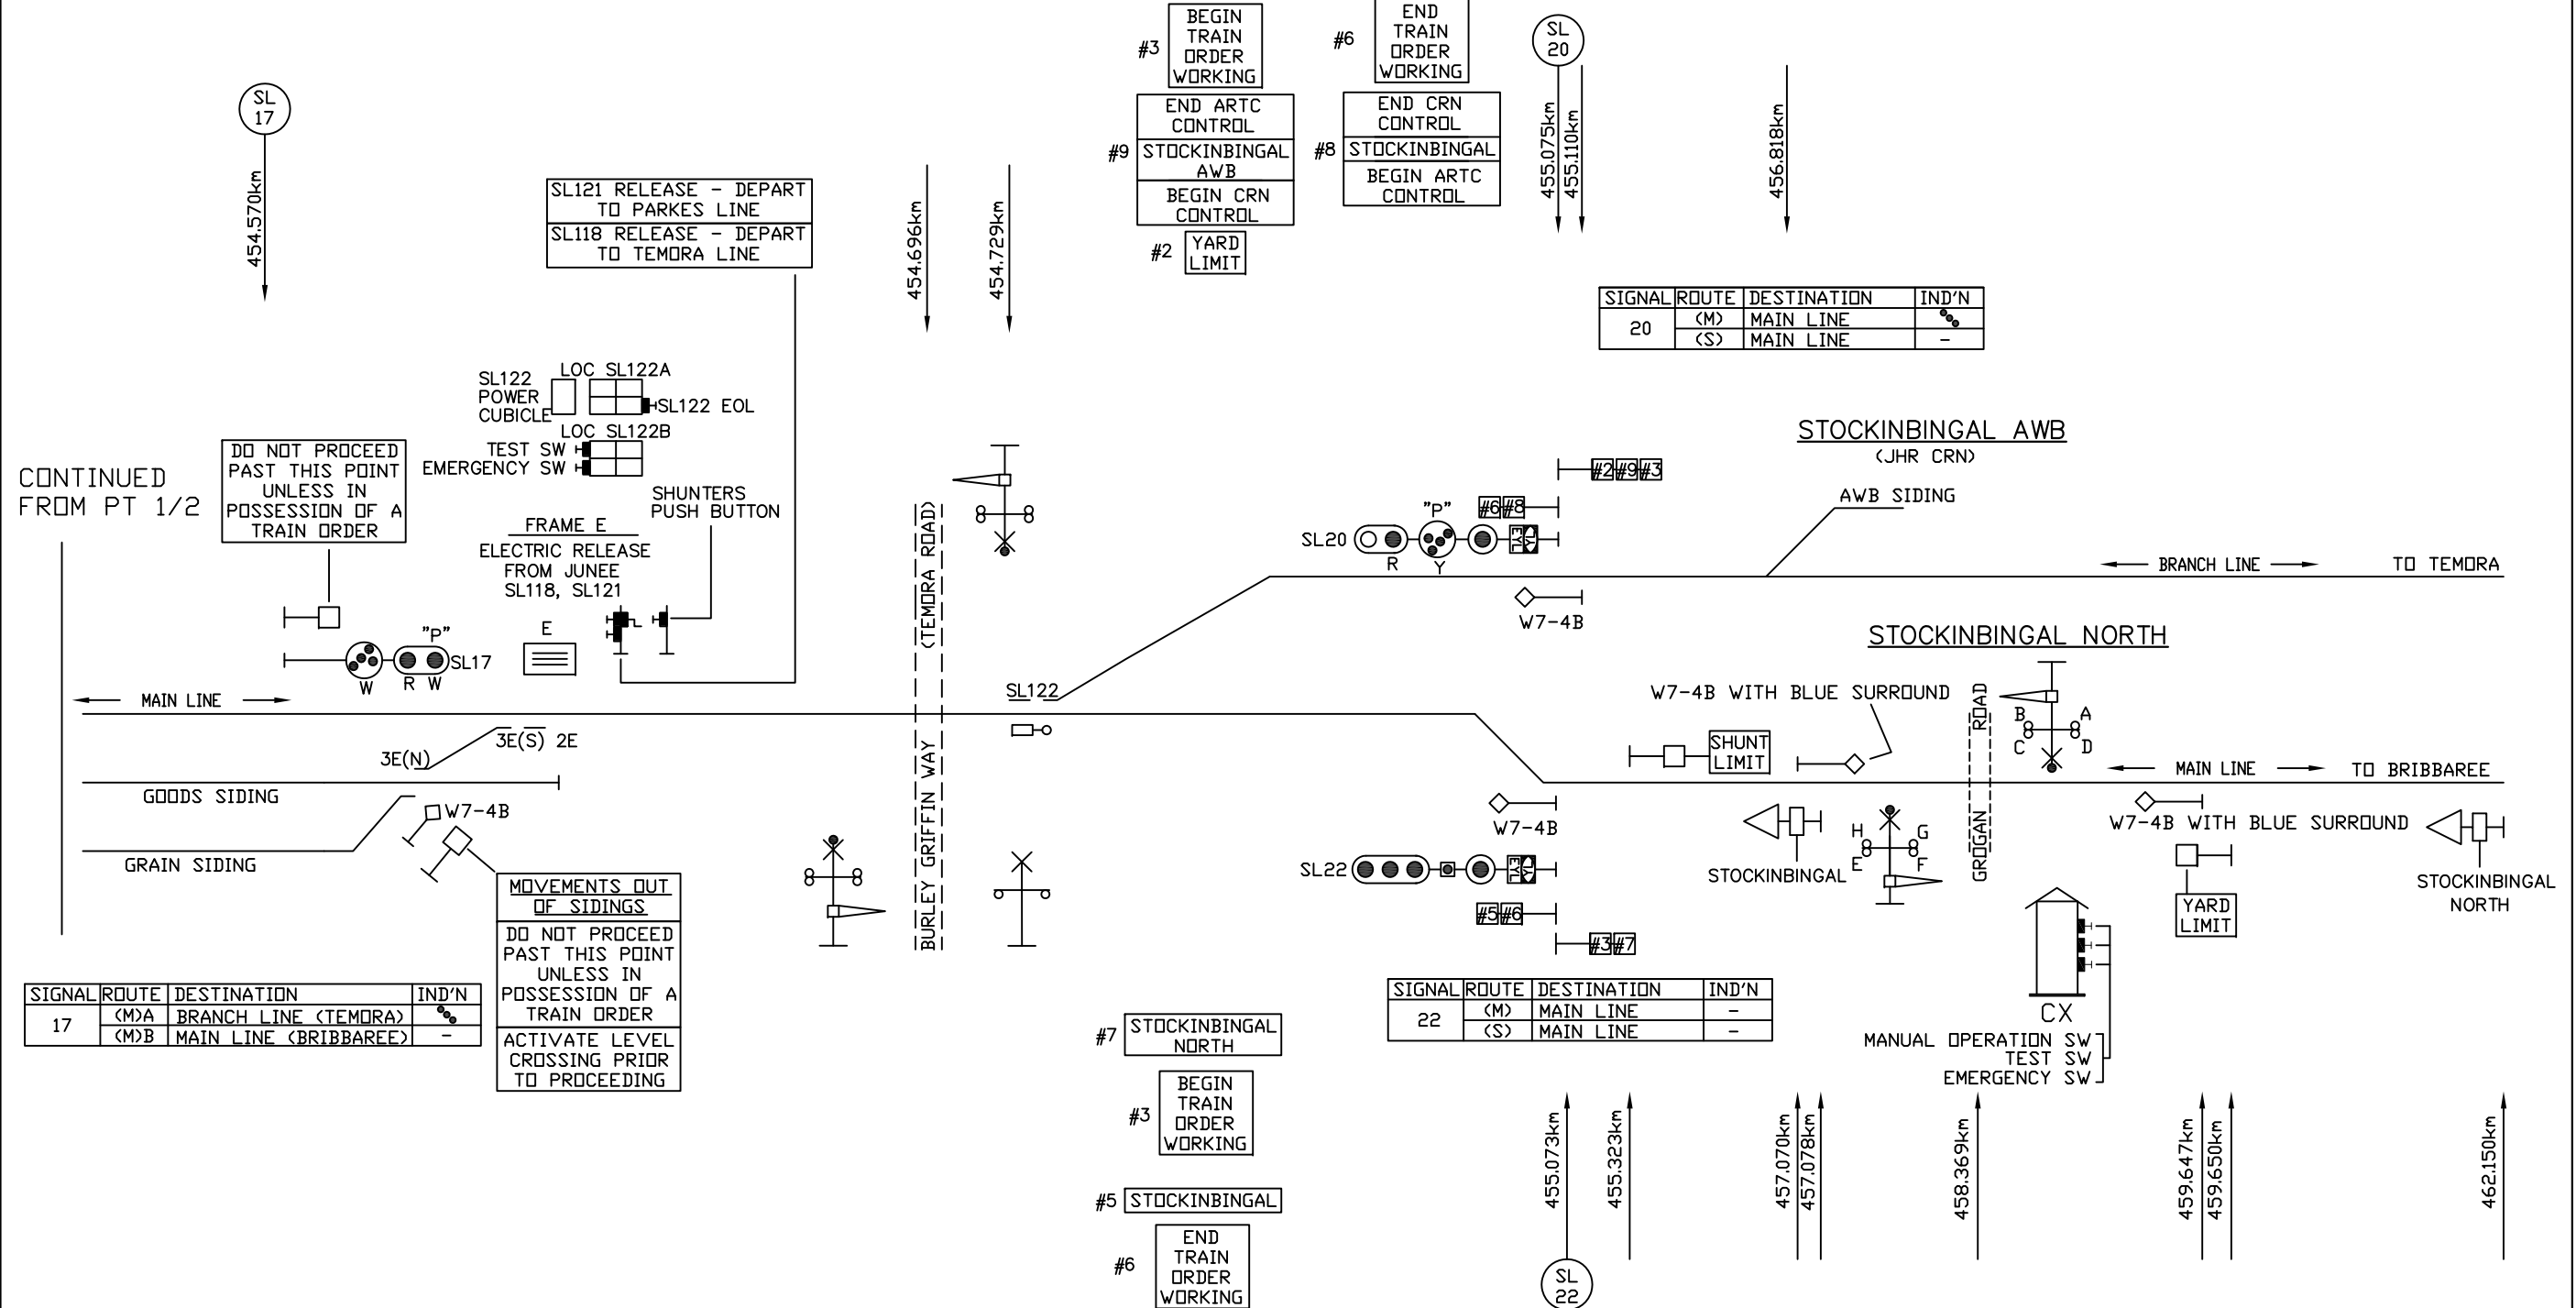 BEGIN
TRAIN
ORDER
WORKING
#3
END ARTC
CONTROL
STOCKINBINGAL
AWB
BEGIN CRN
CONTROL
#9
#2
YARD
LIMIT
END
TRAIN
ORDER
WORKING
#6
END CRN
CONTROL
STOCKINBINGAL
BEGIN ARTC
CONTROL
#8
SL
20
455.075km
455.110km
456.818km
SL
17
454.570km
SL121 RELEASE - DEPART
TO PARKES LINE
SL118 RELEASE - DEPART
TO TEMORA LINE
454.696km
454.729km
SIGNAL ROUTE DESTINATION IND'N
20 (M) MAIN LINE
(S) MAIN LINE -
SL122
POWER
CUBICLE
LOC SL122A
SL122 EOL
LOC SL122B
TEST SW
EMERGENCY SW
CONTINUED
FROM PT 1/2
DO NOT PROCEED
PAST THIS POINT
UNLESS IN
POSSESSION OF A
TRAIN ORDER
SHUNTERS
PUSH BUTTON
FRAME E
ELECTRIC RELEASE
FROM JUNEE
SL118, SL121
E
"P"
SL17
W R W
MAIN LINE
3E(N)
3E(S) 2E
GOODS SIDING
GRAIN SIDING
W7-4B
MOVEMENTS OUT
OF SIDINGS
DO NOT PROCEED
PAST THIS POINT
UNLESS IN
POSSESSION OF A
TRAIN ORDER
ACTIVATE LEVEL
CROSSING PRIOR
TO PROCEEDING
SIGNAL ROUTE DESTINATION IND'N
17 (M)A BRANCH LINE (TEMORA)
(M)B MAIN LINE (BRIBBAREE) -
BURLEY GRIFFIN WAY (TEMORA ROAD)
SL122
#2 #9 #3
#6 #8
"P"
SL20
R Y
EYL
W7-4B
STOCKINBINGAL AWB
(JHR CRN)
AWB SIDING
BRANCH LINE
TO TEMORA
STOCKINBINGAL NORTH
W7-4B WITH BLUE SURROUND
GROGAN ROAD
B A
C D
SHUNT
LIMIT
MAIN LINE
TO BRIBBAREE
W7-4B
SL22
EYL
#5 #6
#3 #7
STOCKINBINGAL
H G
E F
W7-4B WITH BLUE SURROUND
YARD
LIMIT
STOCKINBINGAL
NORTH
SIGNAL ROUTE DESTINATION IND'N
22 (M) MAIN LINE -
(S) MAIN LINE -
CX
MANUAL OPERATION SW
TEST SW
EMERGENCY SW
#7
STOCKINBINGAL
NORTH
#3
BEGIN
TRAIN
ORDER
WORKING
#5 STOCKINBINGAL
#6
END
TRAIN
ORDER
WORKING
455.073km
455.323km
457.070km
457.078km
458.369km
459.647km
459.650km
462.150km
SL
22